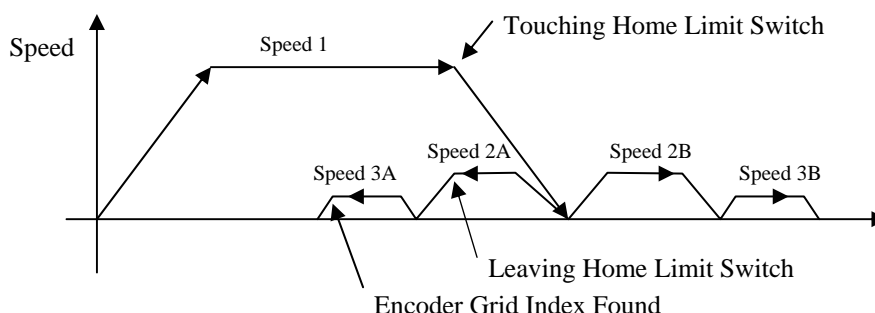 Touching Home Limit Switch
Speed
Speed 1
Speed 3A
Speed 2A
Speed 2B
Speed 3B
Leaving Home Limit Switch
Encoder Grid Index Found